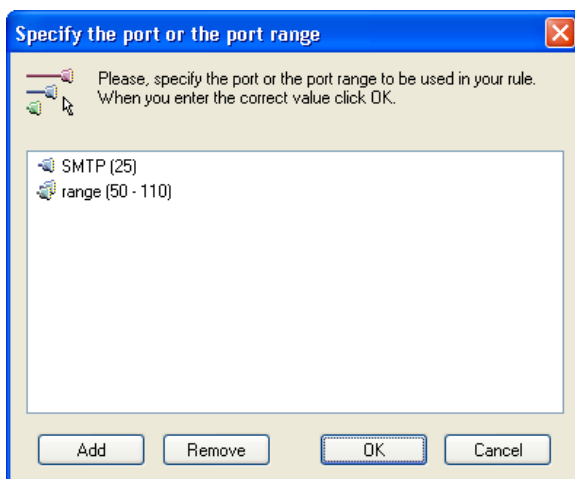 Specify the port or the port range
Please, specify the port or the port range to be used in your rule.
When you enter the correct value click OK.
SMTP (25)
range (50 - 110)
Add Remove OK Cancel